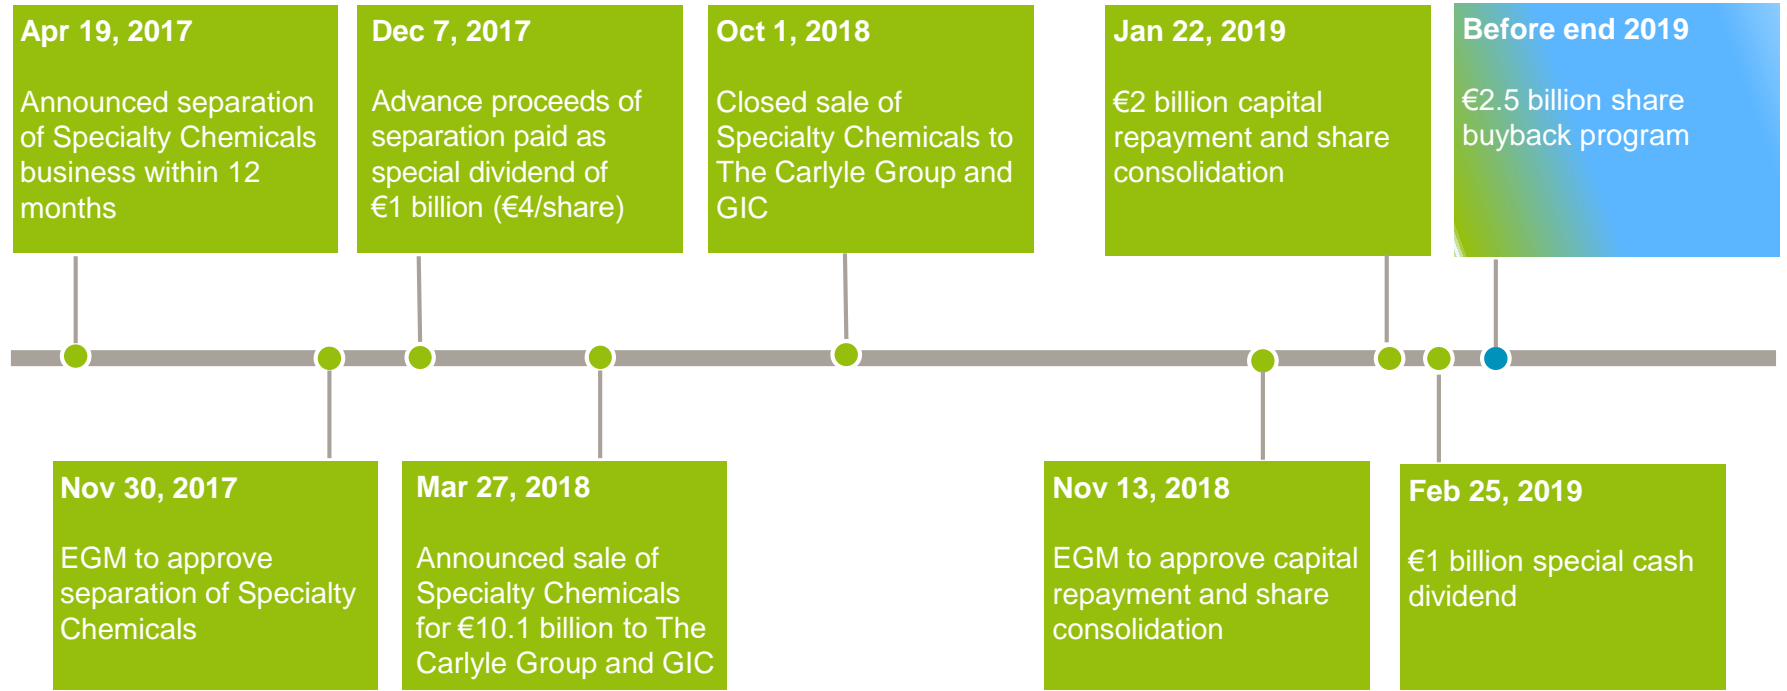 Apr 19, 2017
Announced separation
of Specialty Chemicals
business within 12
months
Dec 7, 2017
Advance proceeds of
separation paid as
special dividend of
€1 billion (€4/share)
Oct 1, 2018
Closed sale of
Specialty Chemicals to
The Carlyle Group and
GIC
Jan 22, 2019
€2 billion capital
repayment and share
consolidation
Before end 2019
€2.5 billion share
buyback program
Nov 30, 2017
EGM to approve
separation of Specialty
Chemicals
Mar 27, 2018
Announced sale of
Specialty Chemicals
for €10.1 billion to The
Carlyle Group and GIC
Nov 13, 2018
EGM to approve capital
repayment and share
consolidation
Feb 25, 2019
€1 billion special cash
dividend